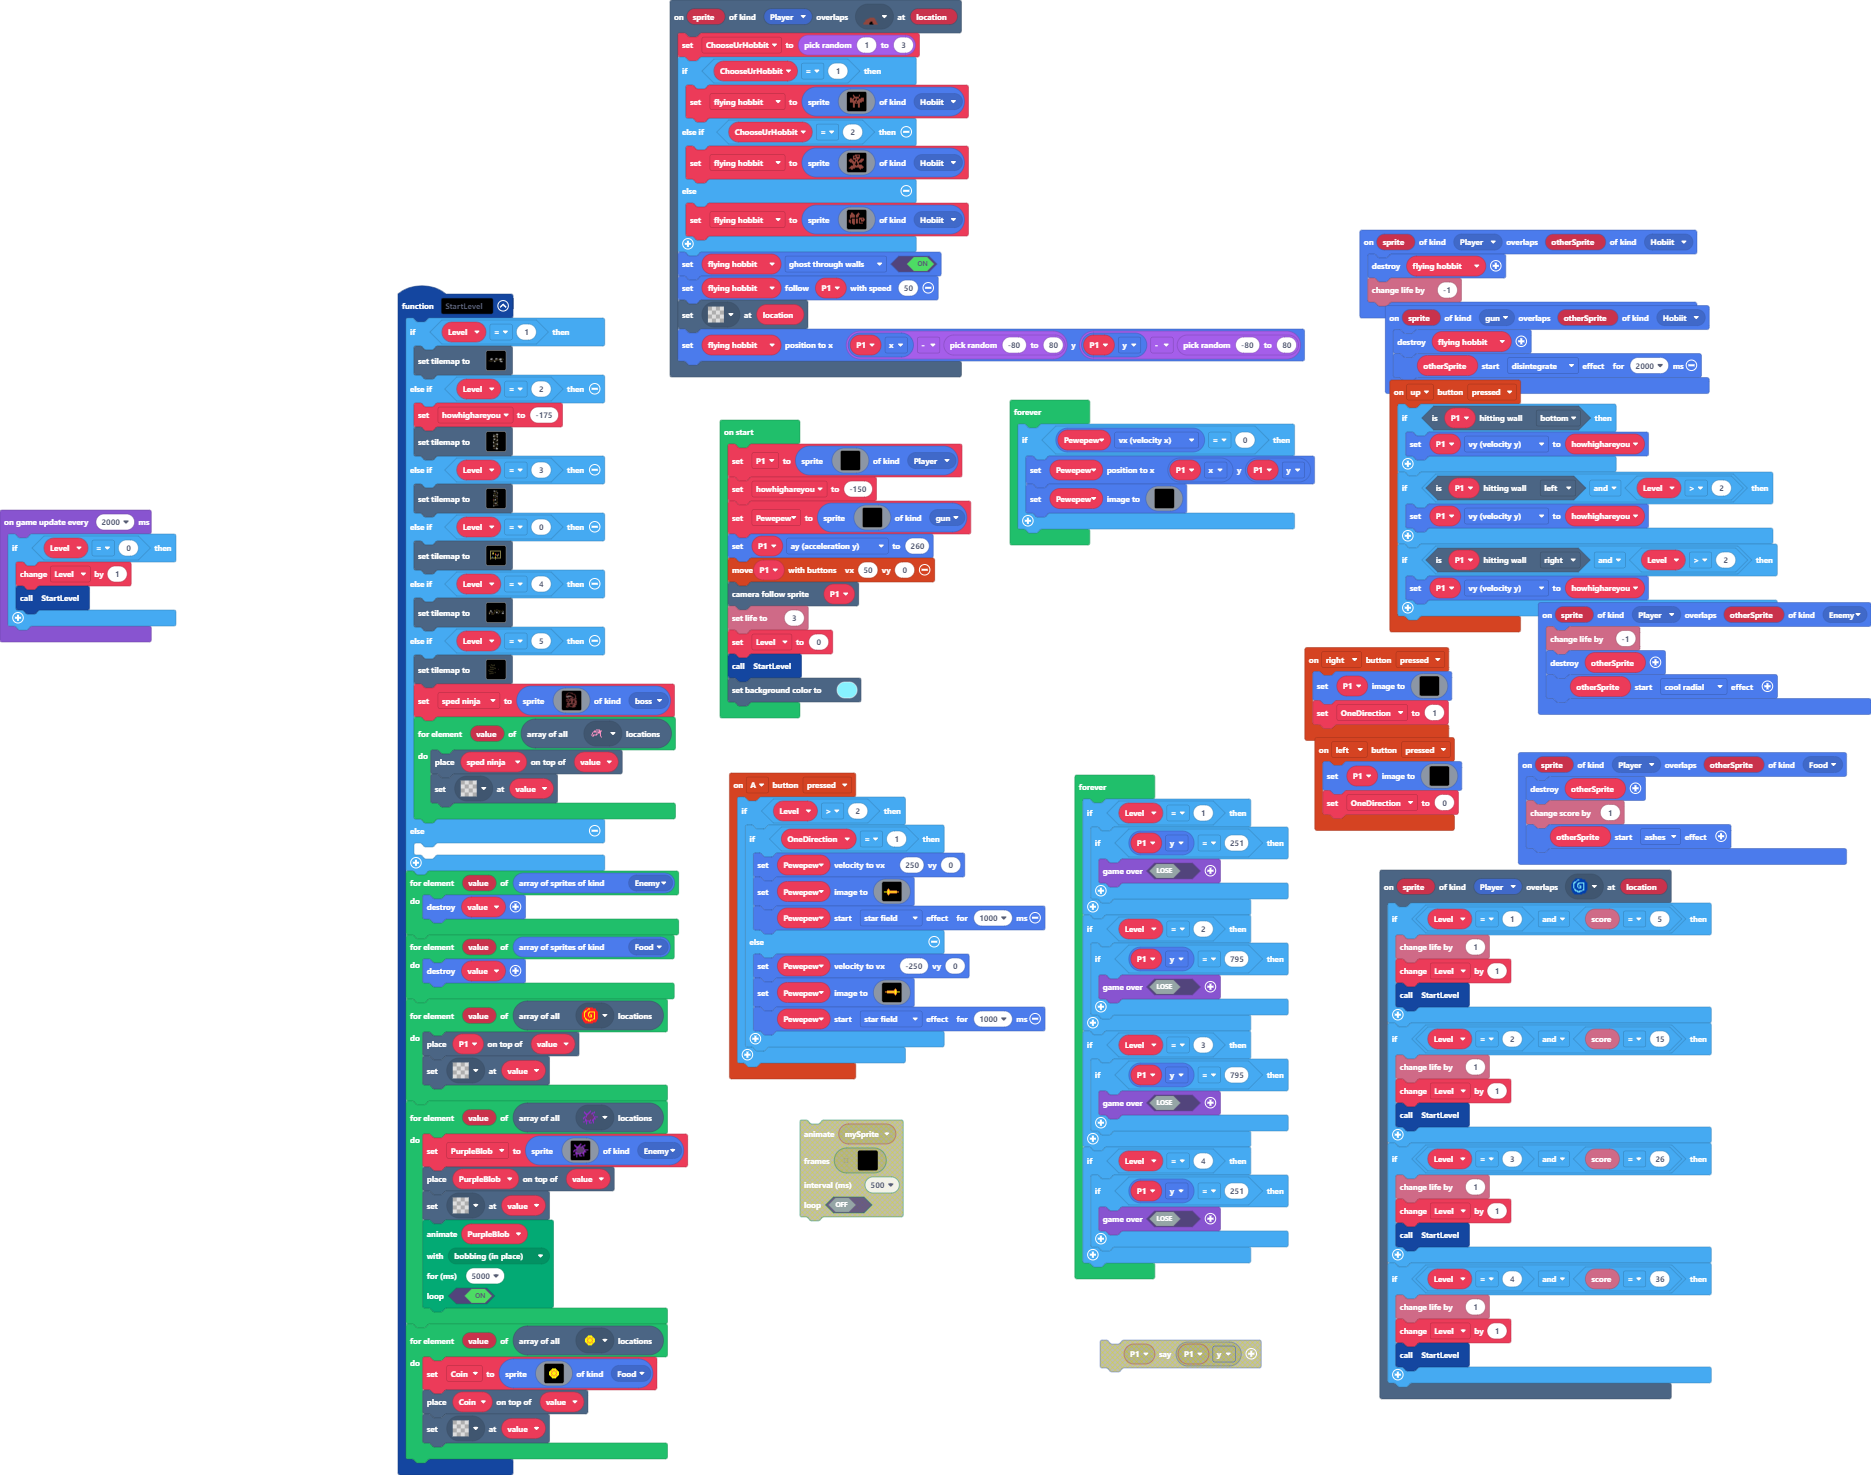 on game update every 2000 ms
if Level = 0 then
change Level by 1
call StartLevel
function StartLevel
if Level = 1 then
set tilemap to
else if Level = 2 then
set howhighareyou to -175
set tilemap to
else if Level = 3 then
set tilemap to
else if Level = 0 then
set tilemap to
else if Level = 4 then
set tilemap to
else if Level = 5 then
set tilemap to
set sped ninja to sprite of kind boss
for element value of array of all locations
do place sped ninja on top of value
set at value
else
for element value of array of sprites of kind Enemy
do destroy value
for element value of array of sprites of kind Food
do destroy value
for element value of array of all locations
do place P1 on top of value
set at value
for element value of array of all locations
do set PurpleBlob to sprite of kind Enemy
place PurpleBlob on top of value
set at value
animate PurpleBlob
with bobbing (in place)
for (ms) 5000
loop ON
for element value of array of all locations
do set Coin to sprite of kind Food
place Coin on top of value
set at value
on sprite of kind Player overlaps at location
set ChooseUrHobbit to pick random 1 to 3
if ChooseUrHobbit = 1 then
set flying hobbit to sprite of kind Hobiit
else if ChooseUrHobbit = 2 then
set flying hobbit to sprite of kind Hobiit
else
set flying hobbit to sprite of kind Hobiit
set flying hobbit ghost through walls ON
set flying hobbit follow P1 with speed 50
set at location
set flying hobbit position to x P1 x - pick random -80 to 80 y P1 y - pick random -80 to 80
on start
set P1 to sprite of kind Player
set howhighareyou to -150
set Pewepew to sprite of kind gun
set P1 ay (acceleration y) to 260
move P1 with buttons vx 50 vy 0
camera follow sprite P1
set life to 3
set Level to 0
call StartLevel
set background color to
forever
if Pewepew vx (velocity x) = 0 then
set Pewepew position to x P1 x y P1 y
set Pewepew image to
on A button pressed
if Level > 2 then
if OneDirection = 1 then
set Pewepew velocity to vx 250 vy 0
set Pewepew image to
Pewepew start star field effect for 1000 ms
else
set Pewepew velocity to vx -250 vy 0
set Pewepew image to
Pewepew start star field effect for 1000 ms
animate mySprite
frames
interval (ms) 500
loop OFF
forever
if Level = 1 then
if P1 y = 251 then
game over LOSE
if Level = 2 then
if P1 y = 795 then
game over LOSE
if Level = 3 then
if P1 y = 795 then
game over LOSE
if Level = 4 then
if P1 y = 251 then
game over LOSE
P1 say P1 y
on sprite of kind Player overlaps otherSprite of kind Hobiit
destroy flying hobbit
change life by -1
on sprite of kind gun overlaps otherSprite of kind Hobiit
destroy flying hobbit
otherSprite start disintegrate effect for 2000 ms
on up button pressed
if is P1 hitting wall bottom then
set P1 vy (velocity y) to howhighareyou
if is P1 hitting wall left and Level > 2 then
set P1 vy (velocity y) to howhighareyou
if is P1 hitting wall right and Level > 2 then
set P1 vy (velocity y) to howhighareyou
on sprite of kind Player overlaps otherSprite of kind Enemy
change life by -1
destroy otherSprite
otherSprite start cool radial effect
on right button pressed
set P1 image to
set OneDirection to 1
on left button pressed
set P1 image to
set OneDirection to 0
on sprite of kind Player overlaps otherSprite of kind Food
destroy otherSprite
change score by 1
otherSprite start ashes effect
on sprite of kind Player overlaps at location
if Level = 1 and score = 5 then
change life by 1
change Level by 1
call StartLevel
if Level = 2 and score = 15 then
change life by 1
change Level by 1
call StartLevel
if Level = 3 and score = 26 then
change life by 1
change Level by 1
call StartLevel
if Level = 4 and score = 36 then
change life by 1
change Level by 1
call StartLevel